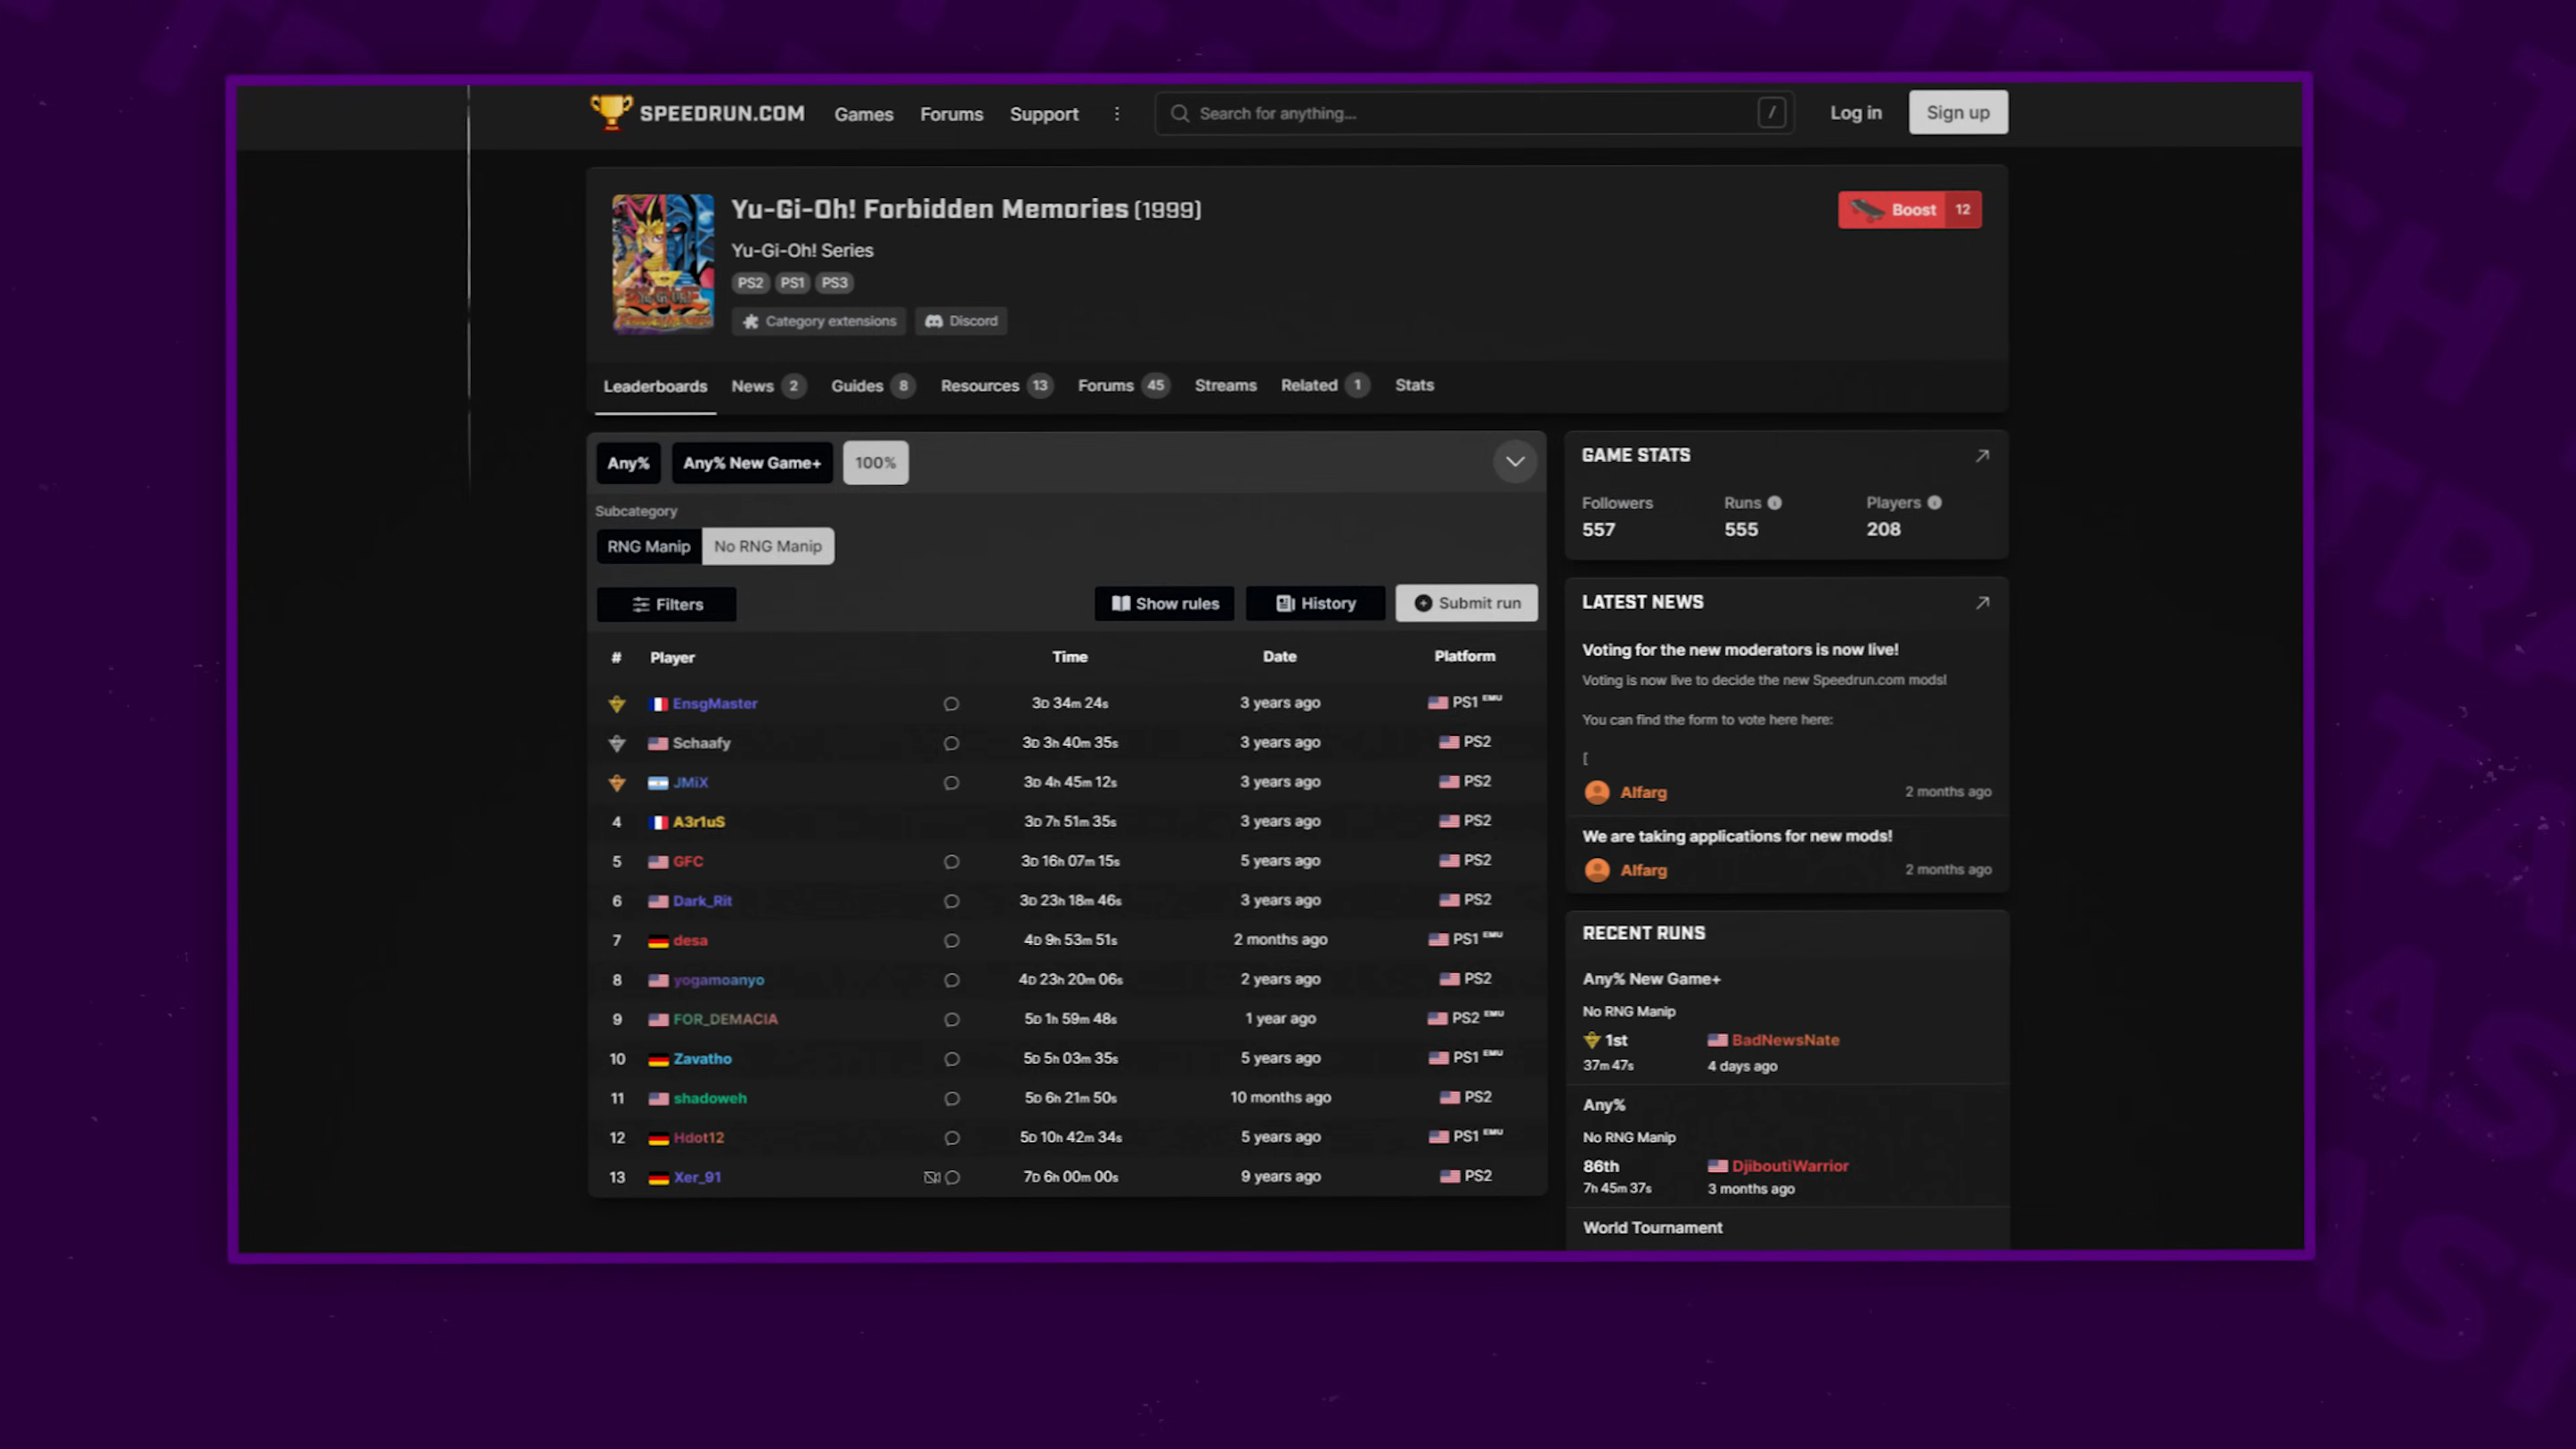 SPEEDRUN.COM Games Forums Support Search for anything... / Log in Sign up
Yu-Gi-Oh! Forbidden Memories (1999)
Boost 12
Yu-Gi-Oh! Series
PS2 PS1 PS3
Category extensions Discord
Leaderboards News 2 Guides 8 Resources 13 Forums 45 Streams Related 1 Stats
Any% Any% New Game+ 100%
Subcategory
RNG Manip No RNG Manip
Filters Show rules History Submit run
# Player Time Date Platform
EnsgMaster 3D 34m 24s 3 years ago PS1 EMU
Schaafy 3D 3h 40m 35s 3 years ago PS2
JMiX 3D 4h 45m 12s 3 years ago PS2
4 A3r1uS 3D 7h 51m 35s 3 years ago PS2
5 GFC 3D 16h 07m 15s 5 years ago PS2
6 Dark_Rit 3D 23h 18m 46s 3 years ago PS2
7 desa 4D 9h 53m 51s 2 months ago PS1 EMU
8 yogamoanyo 4D 23h 20m 06s 2 years ago PS2
9 FOR_DEMACIA 5D 1h 59m 48s 1 year ago PS2 EMU
10 Zavatho 5D 5h 03m 35s 5 years ago PS1 EMU
11 shadoweh 5D 6h 21m 50s 10 months ago PS2
12 Hdot12 5D 10h 42m 34s 5 years ago PS1 EMU
13 Xer_91 7D 6h 00m 00s 9 years ago PS2
GAME STATS
Followers Runs Players
557 555 208
LATEST NEWS
Voting for the new moderators is now live!
Voting is now live to decide the new Speedrun.com mods!
You can find the form to vote here here:
[
Alfarg 2 months ago
We are taking applications for new mods!
Alfarg 2 months ago
RECENT RUNS
Any% New Game+
No RNG Manip
1st BadNewsNate
37m 47s 4 days ago
Any%
No RNG Manip
86th DjiboutiWarrior
7h 45m 37s 3 months ago
World Tournament